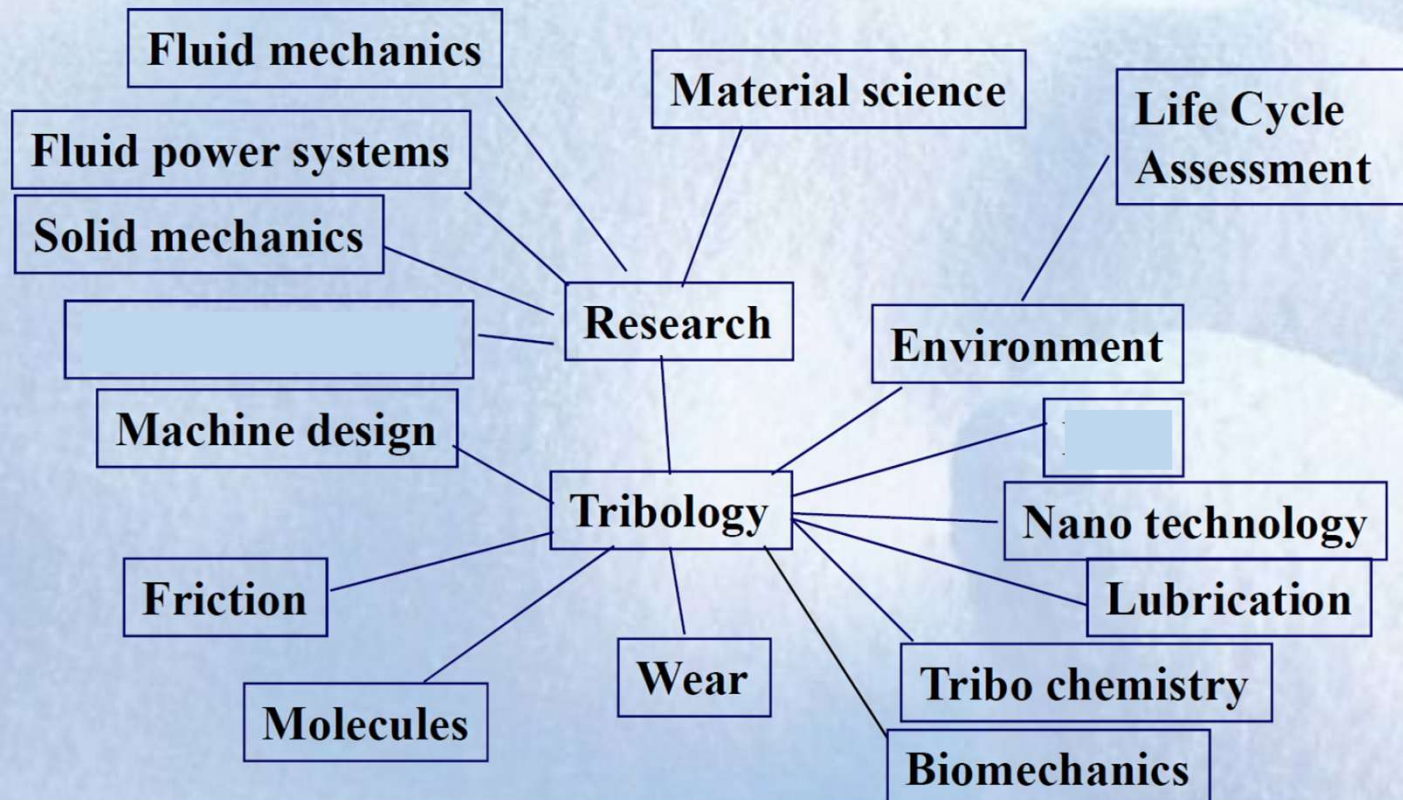 Fluid mechanics
Material science
Life Cycle
Assessment
Fluid power systems
Solid mechanics
Research
Environment
Machine design
Tribology
Nano technology
Friction
Lubrication
Wear
Tribo chemistry
Molecules
Biomechanics